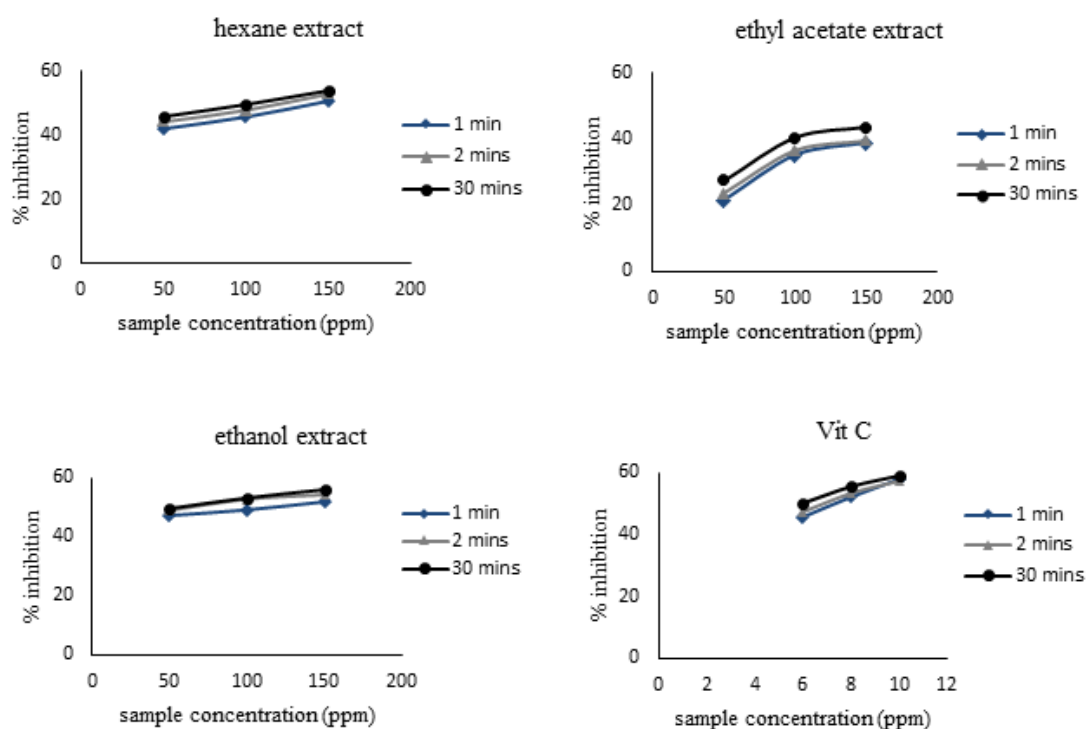 hexane extract
60
40
20
0
% inhibition
0 50 100 150 200
sample concentration (ppm)
1 min
2 mins
30 mins
ethyl acetate extract
60
40
20
0
% inhibition
0 50 100 150 200
sample concentration (ppm)
1 min
2 mins
30 mins
ethanol extract
60
40
20
0
% inhibition
0 50 100 150 200
sample concentration (ppm)
1 min
2 mins
30 mins
Vit C
60
40
20
0
% inhibition
0 2 4 6 8 10 12
sample concentration (ppm)
1 min
2 mins
30 mins